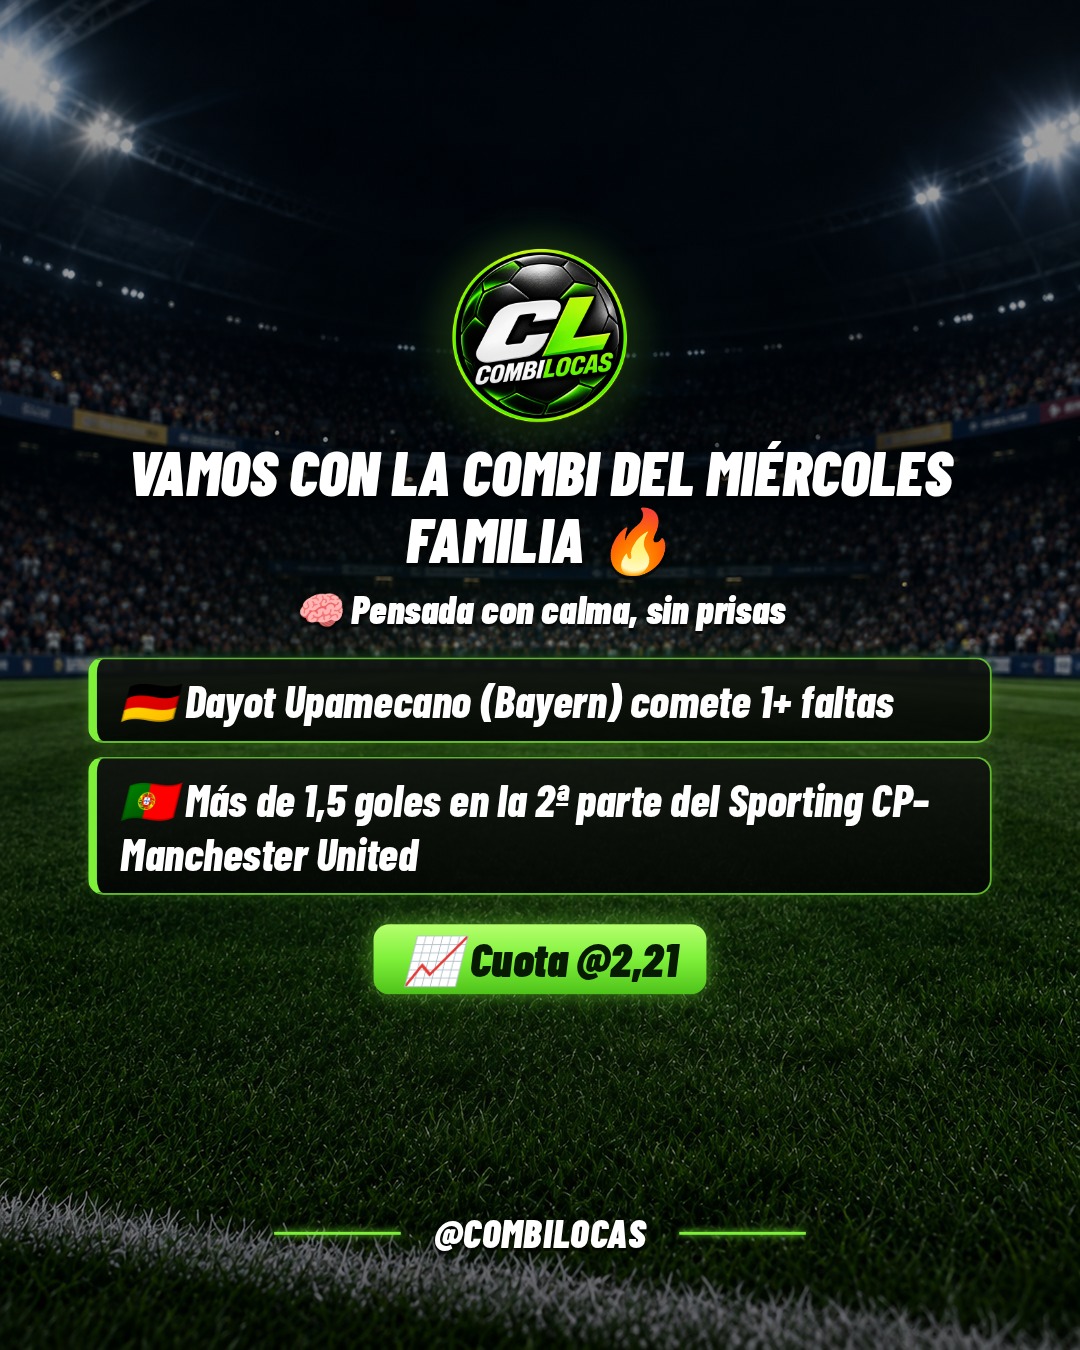 CL
COMBILOCAS
VAMOS CON LA COMBI DEL MIÉRCOLES
FAMILIA 🔥
🧠 Pensada con calma, sin prisas
🇩🇪 Dayot Upamecano (Bayern) comete 1+ faltas
🇵🇹 Más de 1,5 goles en la 2ª parte del Sporting CP-
Manchester United
📈 Cuota @2,21
@COMBILOCAS